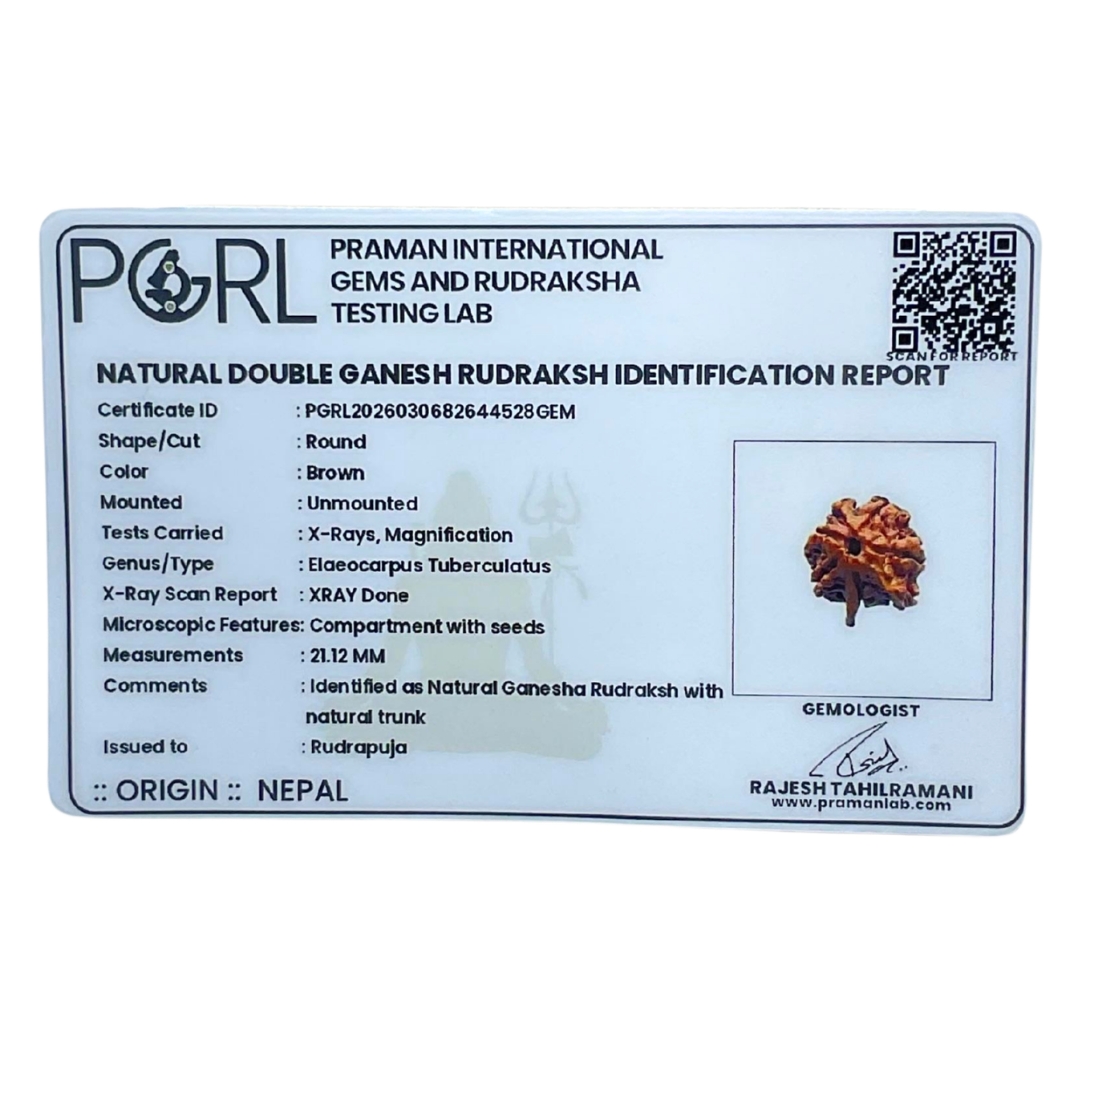 PGRL
PRAMAN INTERNATIONAL
GEMS AND RUDRAKSHA
TESTING LAB
SCAN FOR REPORT
NATURAL DOUBLE GANESH RUDRAKSH IDENTIFICATION REPORT
Certificate ID : PGRL2026030682644528GEM
Shape/Cut : Round
Color : Brown
Mounted : Unmounted
Tests Carried : X-Rays, Magnification
Genus/Type : Elaeocarpus Tuberculatus
X-Ray Scan Report : XRAY Done
Microscopic Features: Compartment with seeds
Measurements : 21.12 MM
Comments : Identified as Natural Ganesha Rudraksh with
natural trunk
Issued to : Rudrapuja
:: ORIGIN :: NEPAL
GEMOLOGIST
RAJESH TAHILRAMANI
www.pramanlab.com